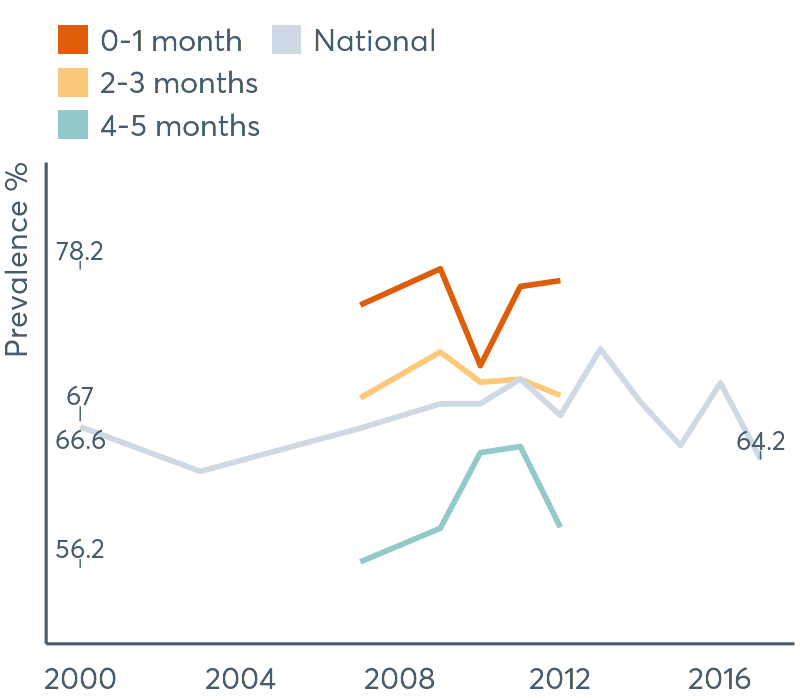 0-1 month National
2-3 months
4-5 months
Prevalence %
78.2
67
66.6
64.2
56.2
2000 2004 2008 2012 2016